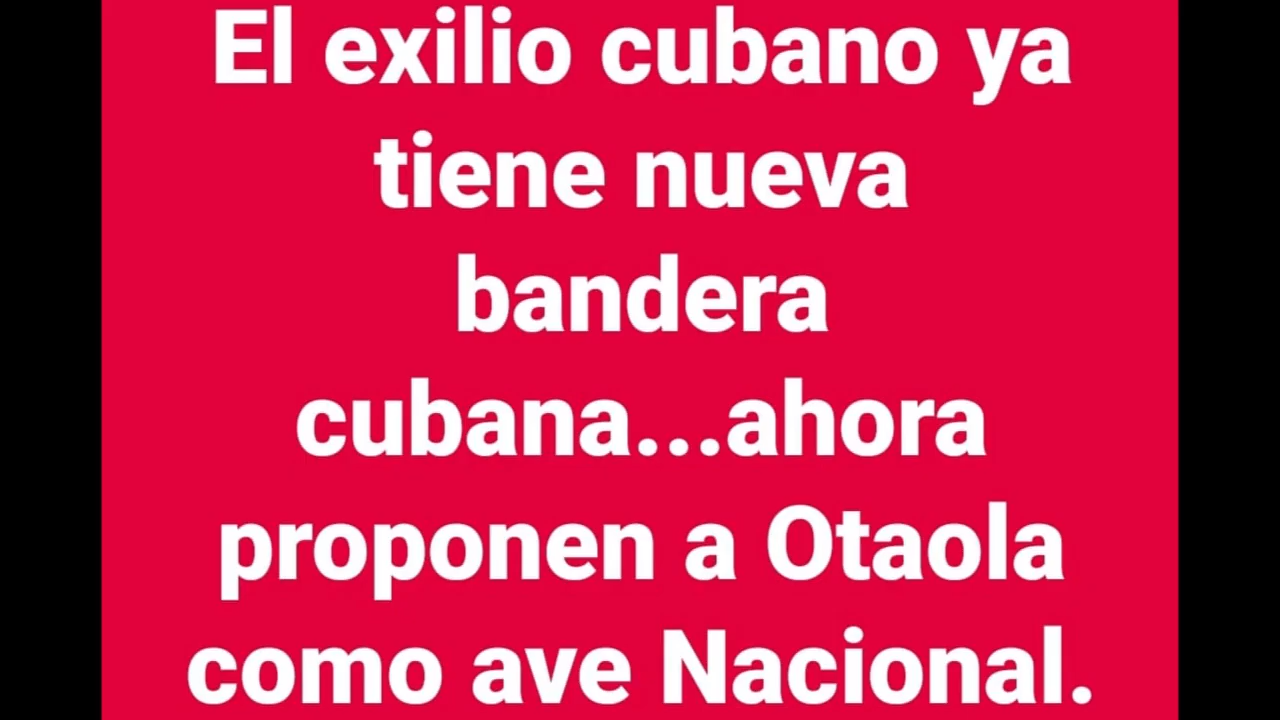 El exilio cubano ya
tiene nueva
bandera
cubana...ahora
proponen a Otaola
como ave Nacional.